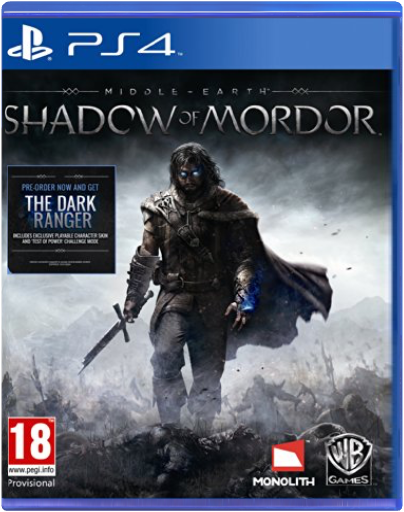 PS4
MIDDLE-EARTH
SHADOW OF MORDOR
PRE-ORDER NOW AND GET
THE DARK
RANGER
INCLUDES EXCLUSIVE PLAYABLE CHARACTER SKIN
AND 'TEST OF POWER' CHALLENGE MODE
18
www.pegi.info
Provisional
MONOLITH
WB
GAMES